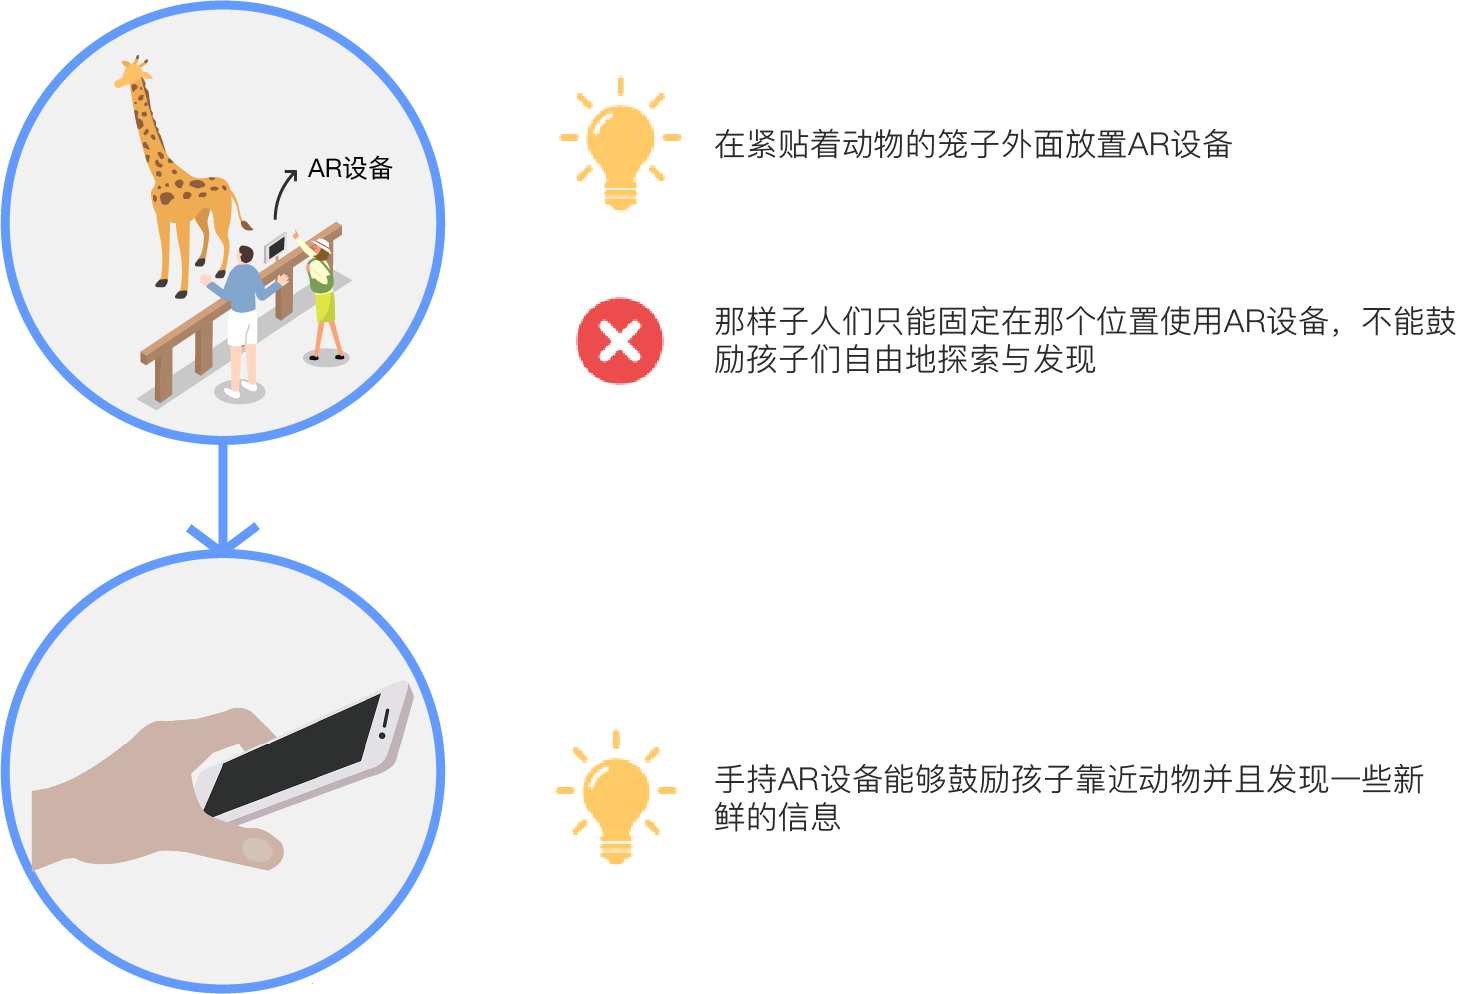 AR设备
在紧贴着动物的笼子外面放置AR设备
那样子人们只能固定在那个位置使用AR设备，不能鼓
励孩子们自由地探索与发现
手持AR设备能够鼓励孩子靠近动物并且发现一些新
鲜的信息